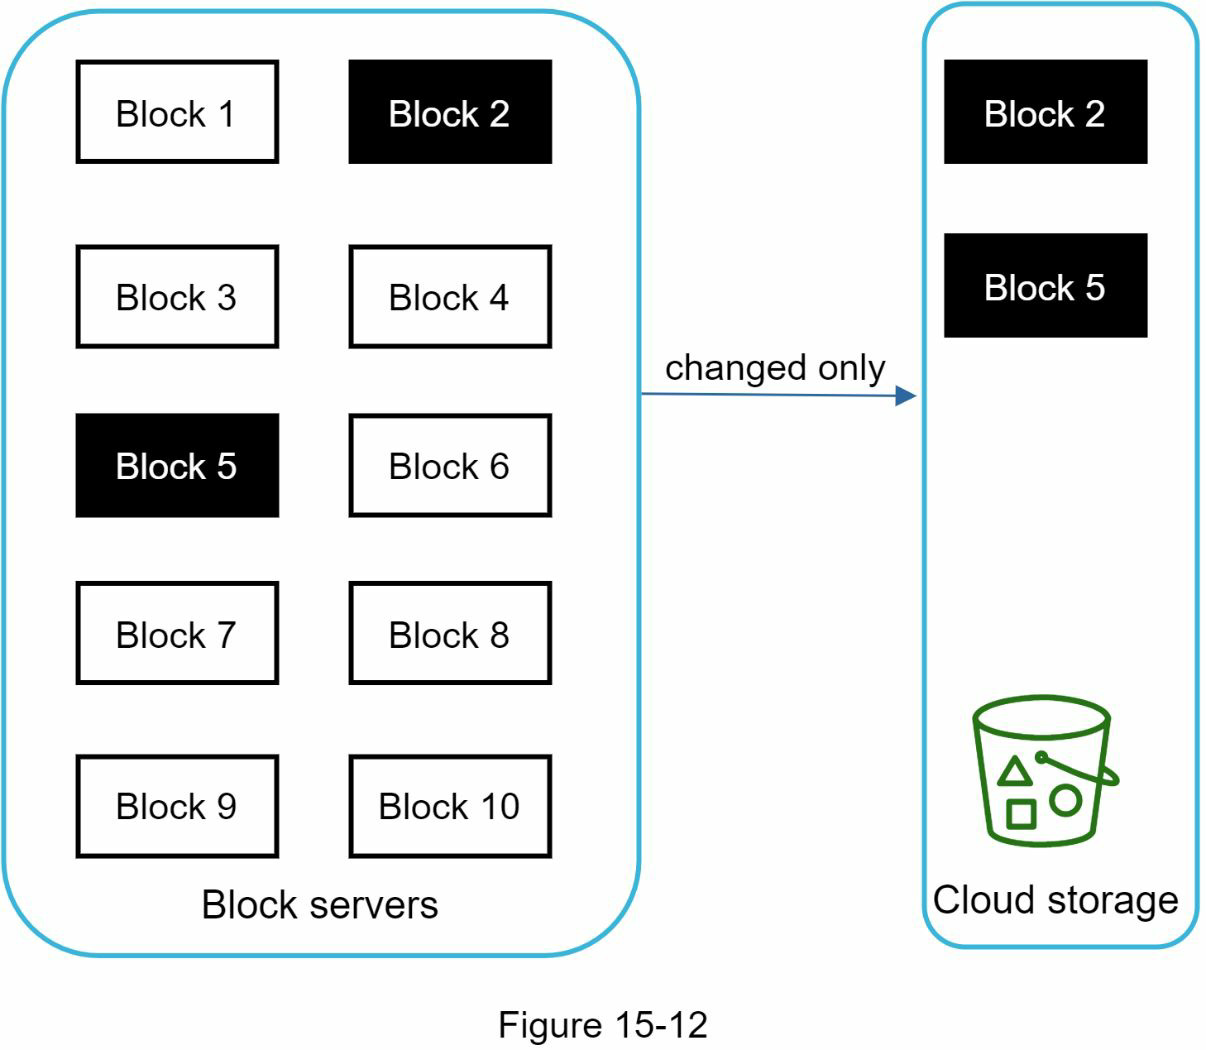 Block 1
Block 2
Block 3
Block 4
Block 5
Block 6
Block 7
Block 8
Block 9
Block 10
Block servers
changed only
Block 2
Block 5
Cloud storage
Figure 15-12